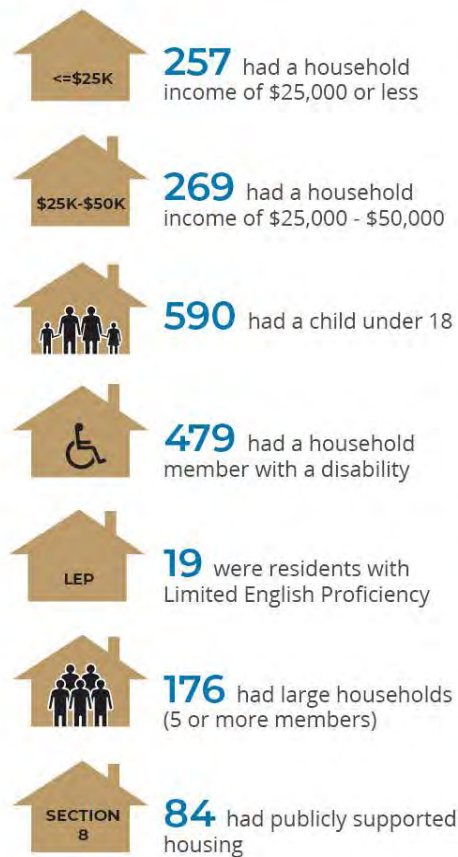 <=$25K
257 had a household
income of $25,000 or less
$25K-$50K
269 had a household
income of $25,000 - $50,000
590 had a child under 18
479 had a household
member with a disability
LEP
19 were residents with
Limited English Proficiency
176 had large households
(5 or more members)
SECTION
8
84 had publicly supported
housing